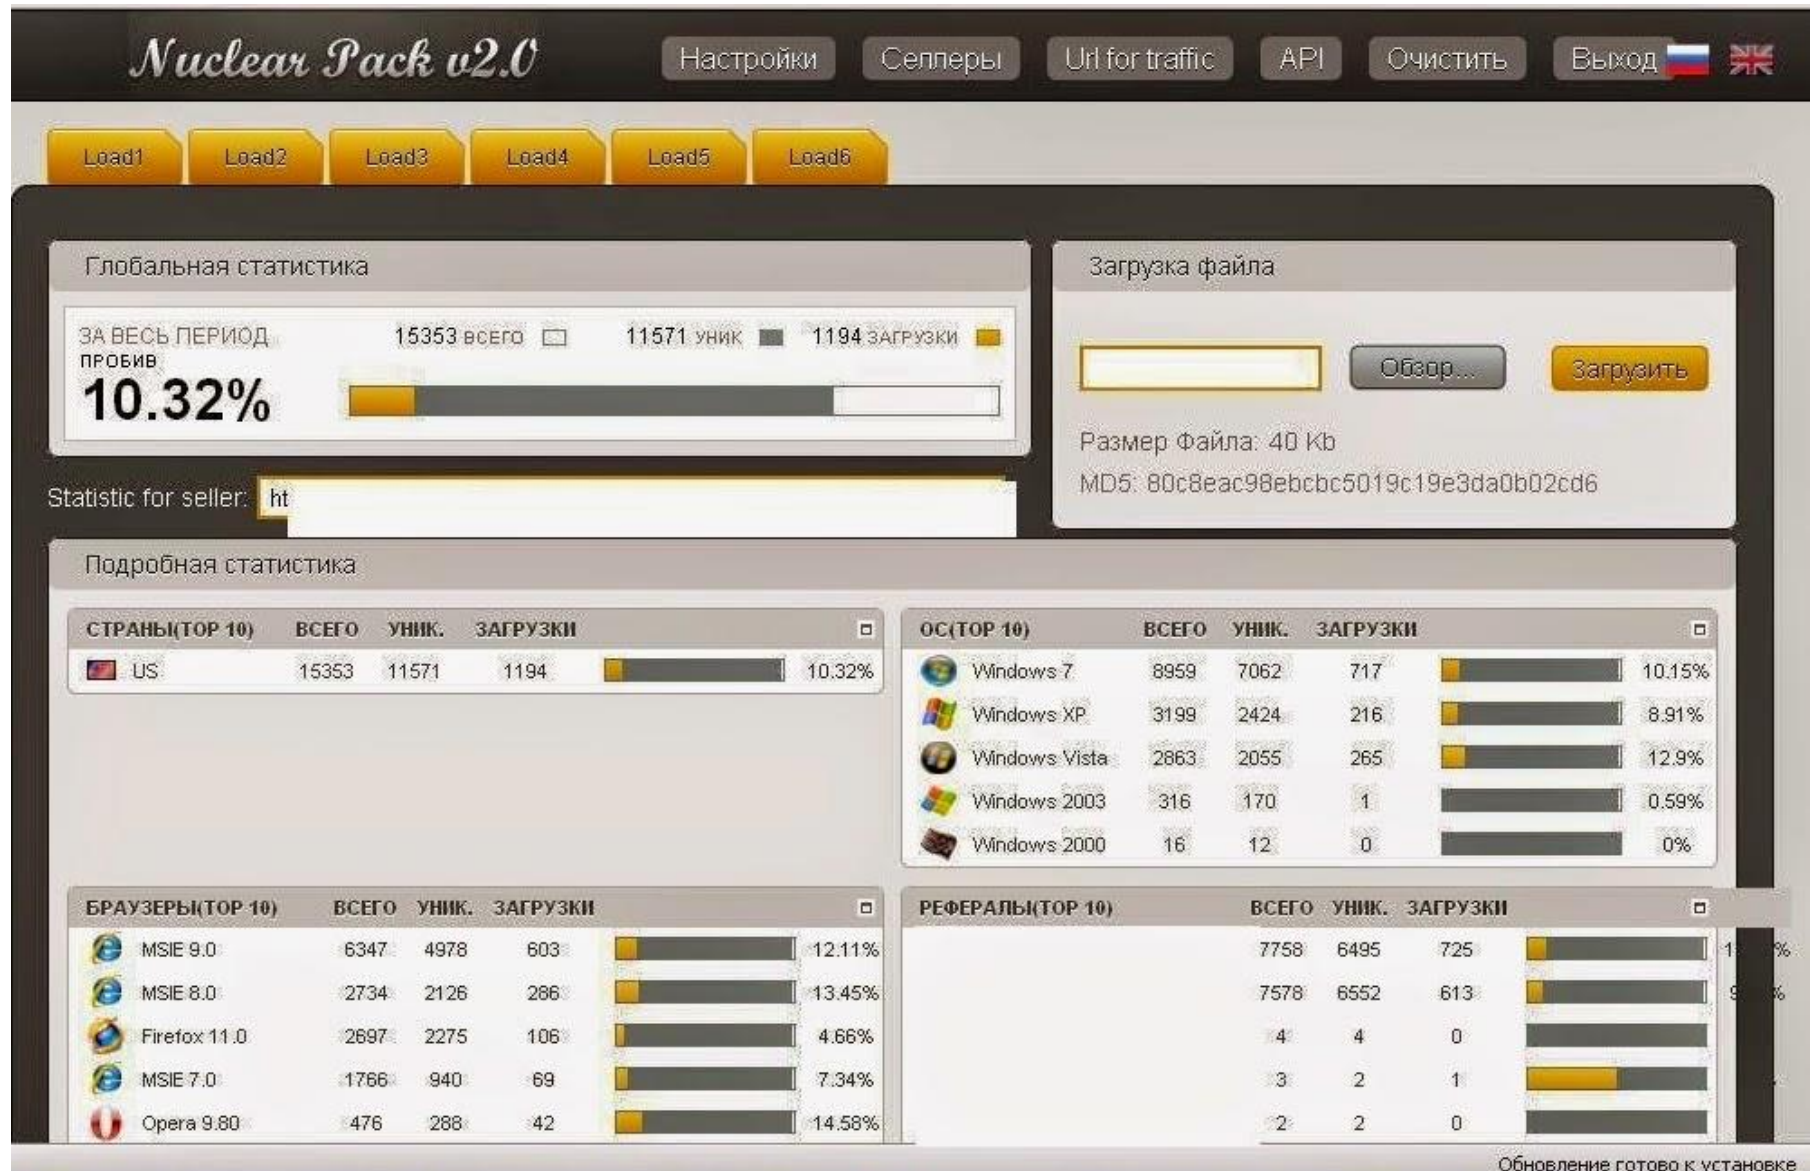 Nuclear Pack v2.0 Настройки Селлеры Url for traffic API Очистить Выход
Load1 Load2 Load3 Load4 Load5 Load6
Глобальная статистика
ЗА ВЕСЬ ПЕРИОД 15353 ВСЕГО 11571 УНИК 1194 ЗАГРУЗКИ
ПРОБИВ
10.32%
Загрузка файла
Обзор... Загрузить
Размер Файла: 40 Kb
MD5: 80c8eac98ebcbc5019c19e3da0b02cd6
Statistic for seller: ht
Подробная статистика
СТРАНЫ(TOP 10) ВСЕГО УНИК. ЗАГРУЗКИ
US 15353 11571 1194 10.32%
ОС(TOP 10) ВСЕГО УНИК. ЗАГРУЗКИ
Windows 7 8959 7062 717 10.15%
Windows XP 3199 2424 216 8.91%
Windows Vista 2863 2055 265 12.9%
Windows 2003 316 170 1 0.59%
Windows 2000 16 12 0 0%
БРАУЗЕРЫ(TOP 10) ВСЕГО УНИК. ЗАГРУЗКИ
MSIE 9.0 6347 4978 603 12.11%
MSIE 8.0 2734 2126 286 13.45%
Firefox 11.0 2697 2275 106 4.66%
MSIE 7.0 1766 940 69 7.34%
Opera 9.80 476 288 42 14.58%
РЕФЕРАЛЫ(TOP 10) ВСЕГО УНИК. ЗАГРУЗКИ
7758 6495 725
7578 6552 613
4 4 0
3 2 1
2 2 0
Обновление готово к установке